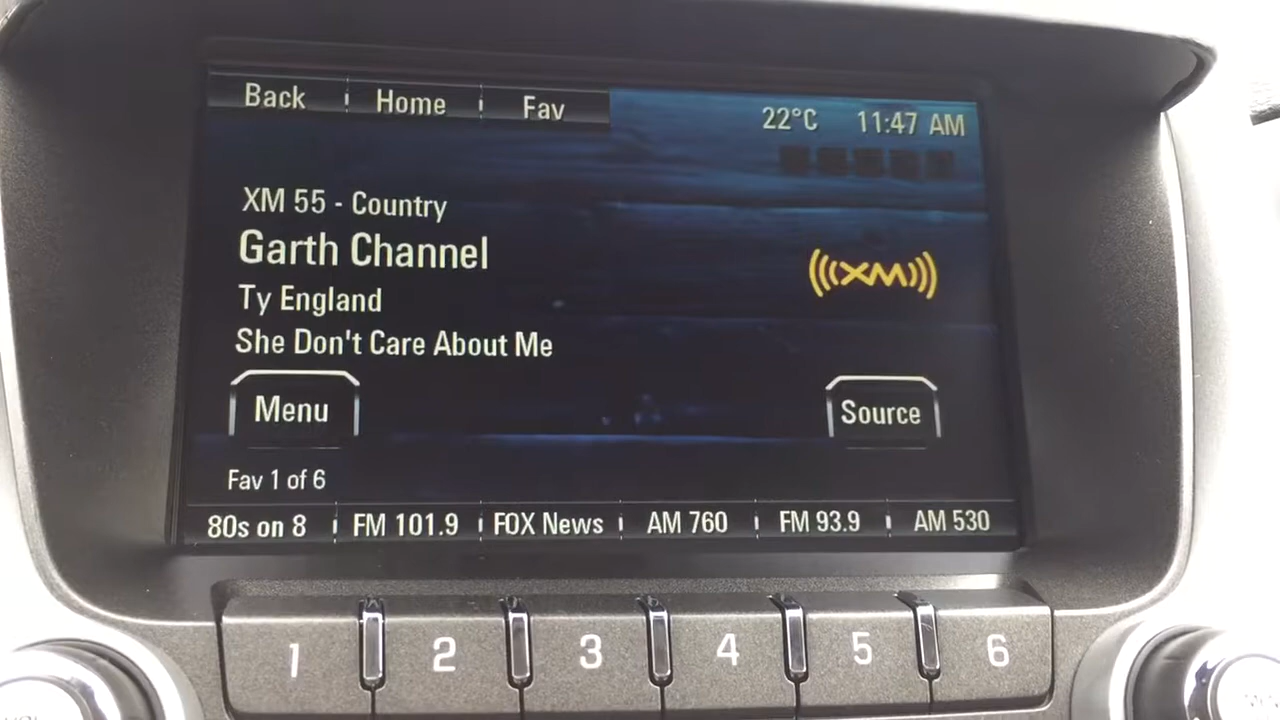 Back Home Fav 22°C 11:47 AM
XM 55 - Country
Garth Channel
((( XM )))
Ty England
She Don't Care About Me
Menu Source
Fav 1 of 6
80s on 8 FM 101.9 FOX News AM 760 FM 93.9 AM 530
1 2 3 4 5 6